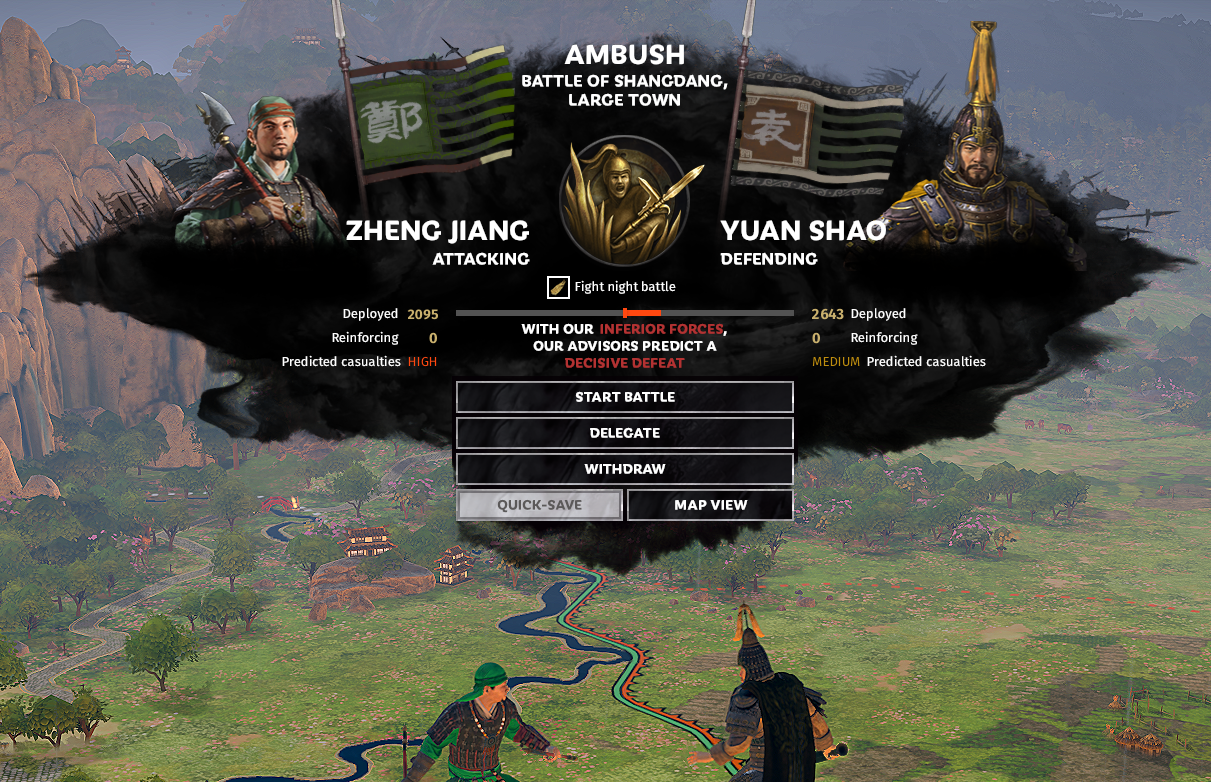 AMBUSH
BATTLE OF SHANGDANG,
LARGE TOWN
鄭
袁
ZHENG JIANG
ATTACKING
YUAN SHAO
DEFENDING
Fight night battle
Deployed 2095
2643 Deployed
Reinforcing 0
0 Reinforcing
Predicted casualties HIGH
MEDIUM Predicted casualties
WITH OUR INFERIOR FORCES,
OUR ADVISORS PREDICT A
DECISIVE DEFEAT
START BATTLE
DELEGATE
WITHDRAW
QUICK-SAVE
MAP VIEW